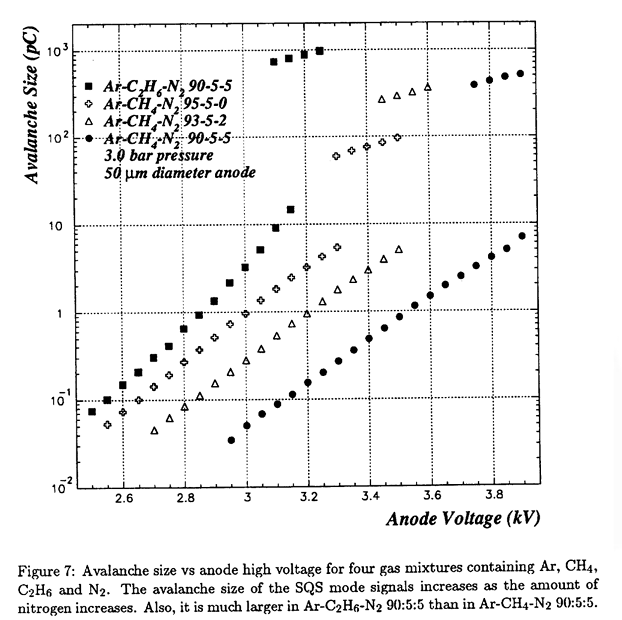 Avalanche Size (pC)
10³
10²
10
1
10⁻¹
10⁻²
■ Ar-C₂H₆-N₂ 90-5-5
✢ Ar-CH₄-N₂ 95-5-0
△ Ar-CH₄-N₂ 93-5-2
● Ar-CH₄-N₂ 90-5-5
3.0 bar pressure
50 μm diameter anode
2.6 2.8 3 3.2 3.4 3.6 3.8
Anode Voltage (kV)
Figure 7: Avalanche size vs anode high voltage for four gas mixtures containing Ar, CH₄,
C₂H₆ and N₂. The avalanche size of the SQS mode signals increases as the amount of
nitrogen increases. Also, it is much larger in Ar-C₂H₆-N₂ 90:5:5 than in Ar-CH₄-N₂ 90:5:5.